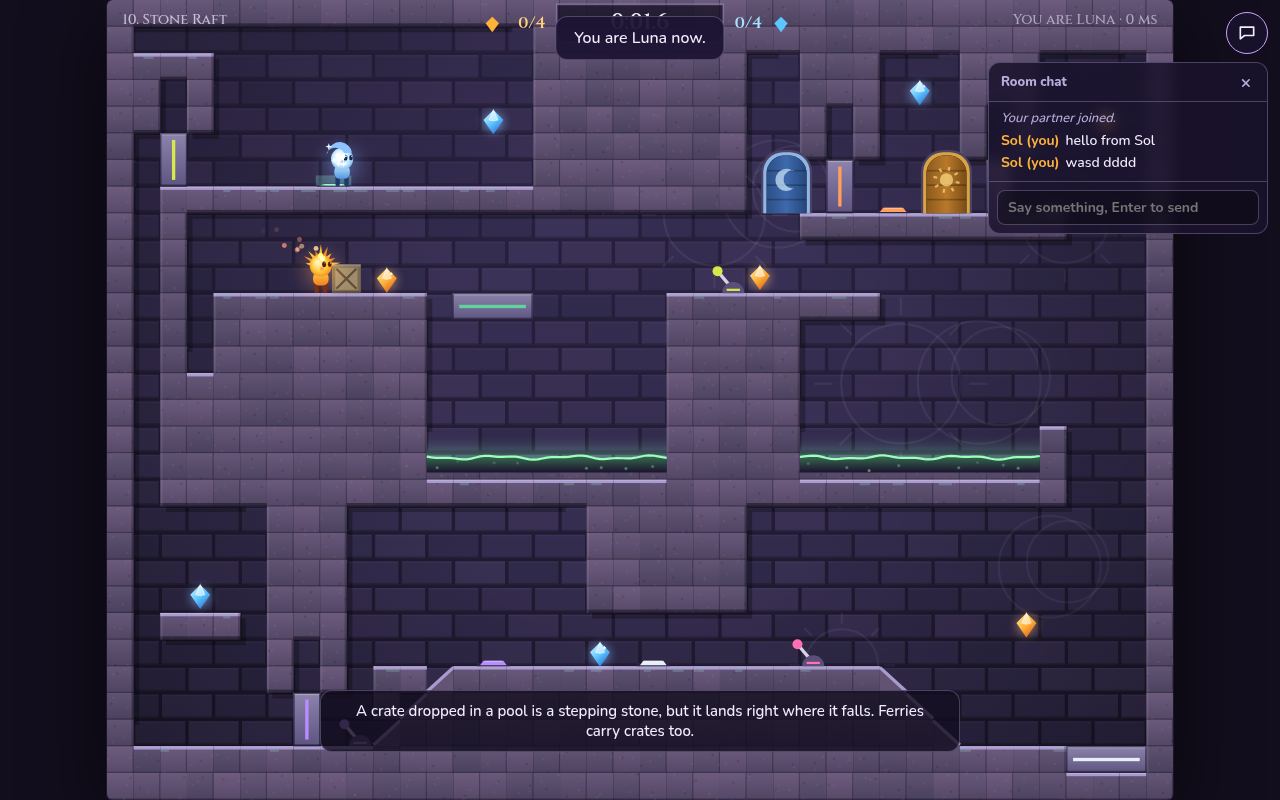 10. Stone Raft
0/4
0/4
You are Luna · 0 ms
You are Luna now.
Room chat
Your partner joined.
Sol (you) hello from Sol
Sol (you) wasd dddd
Say something, Enter to send
A crate dropped in a pool is a stepping stone, but it lands right where it falls. Ferries
carry crates too.